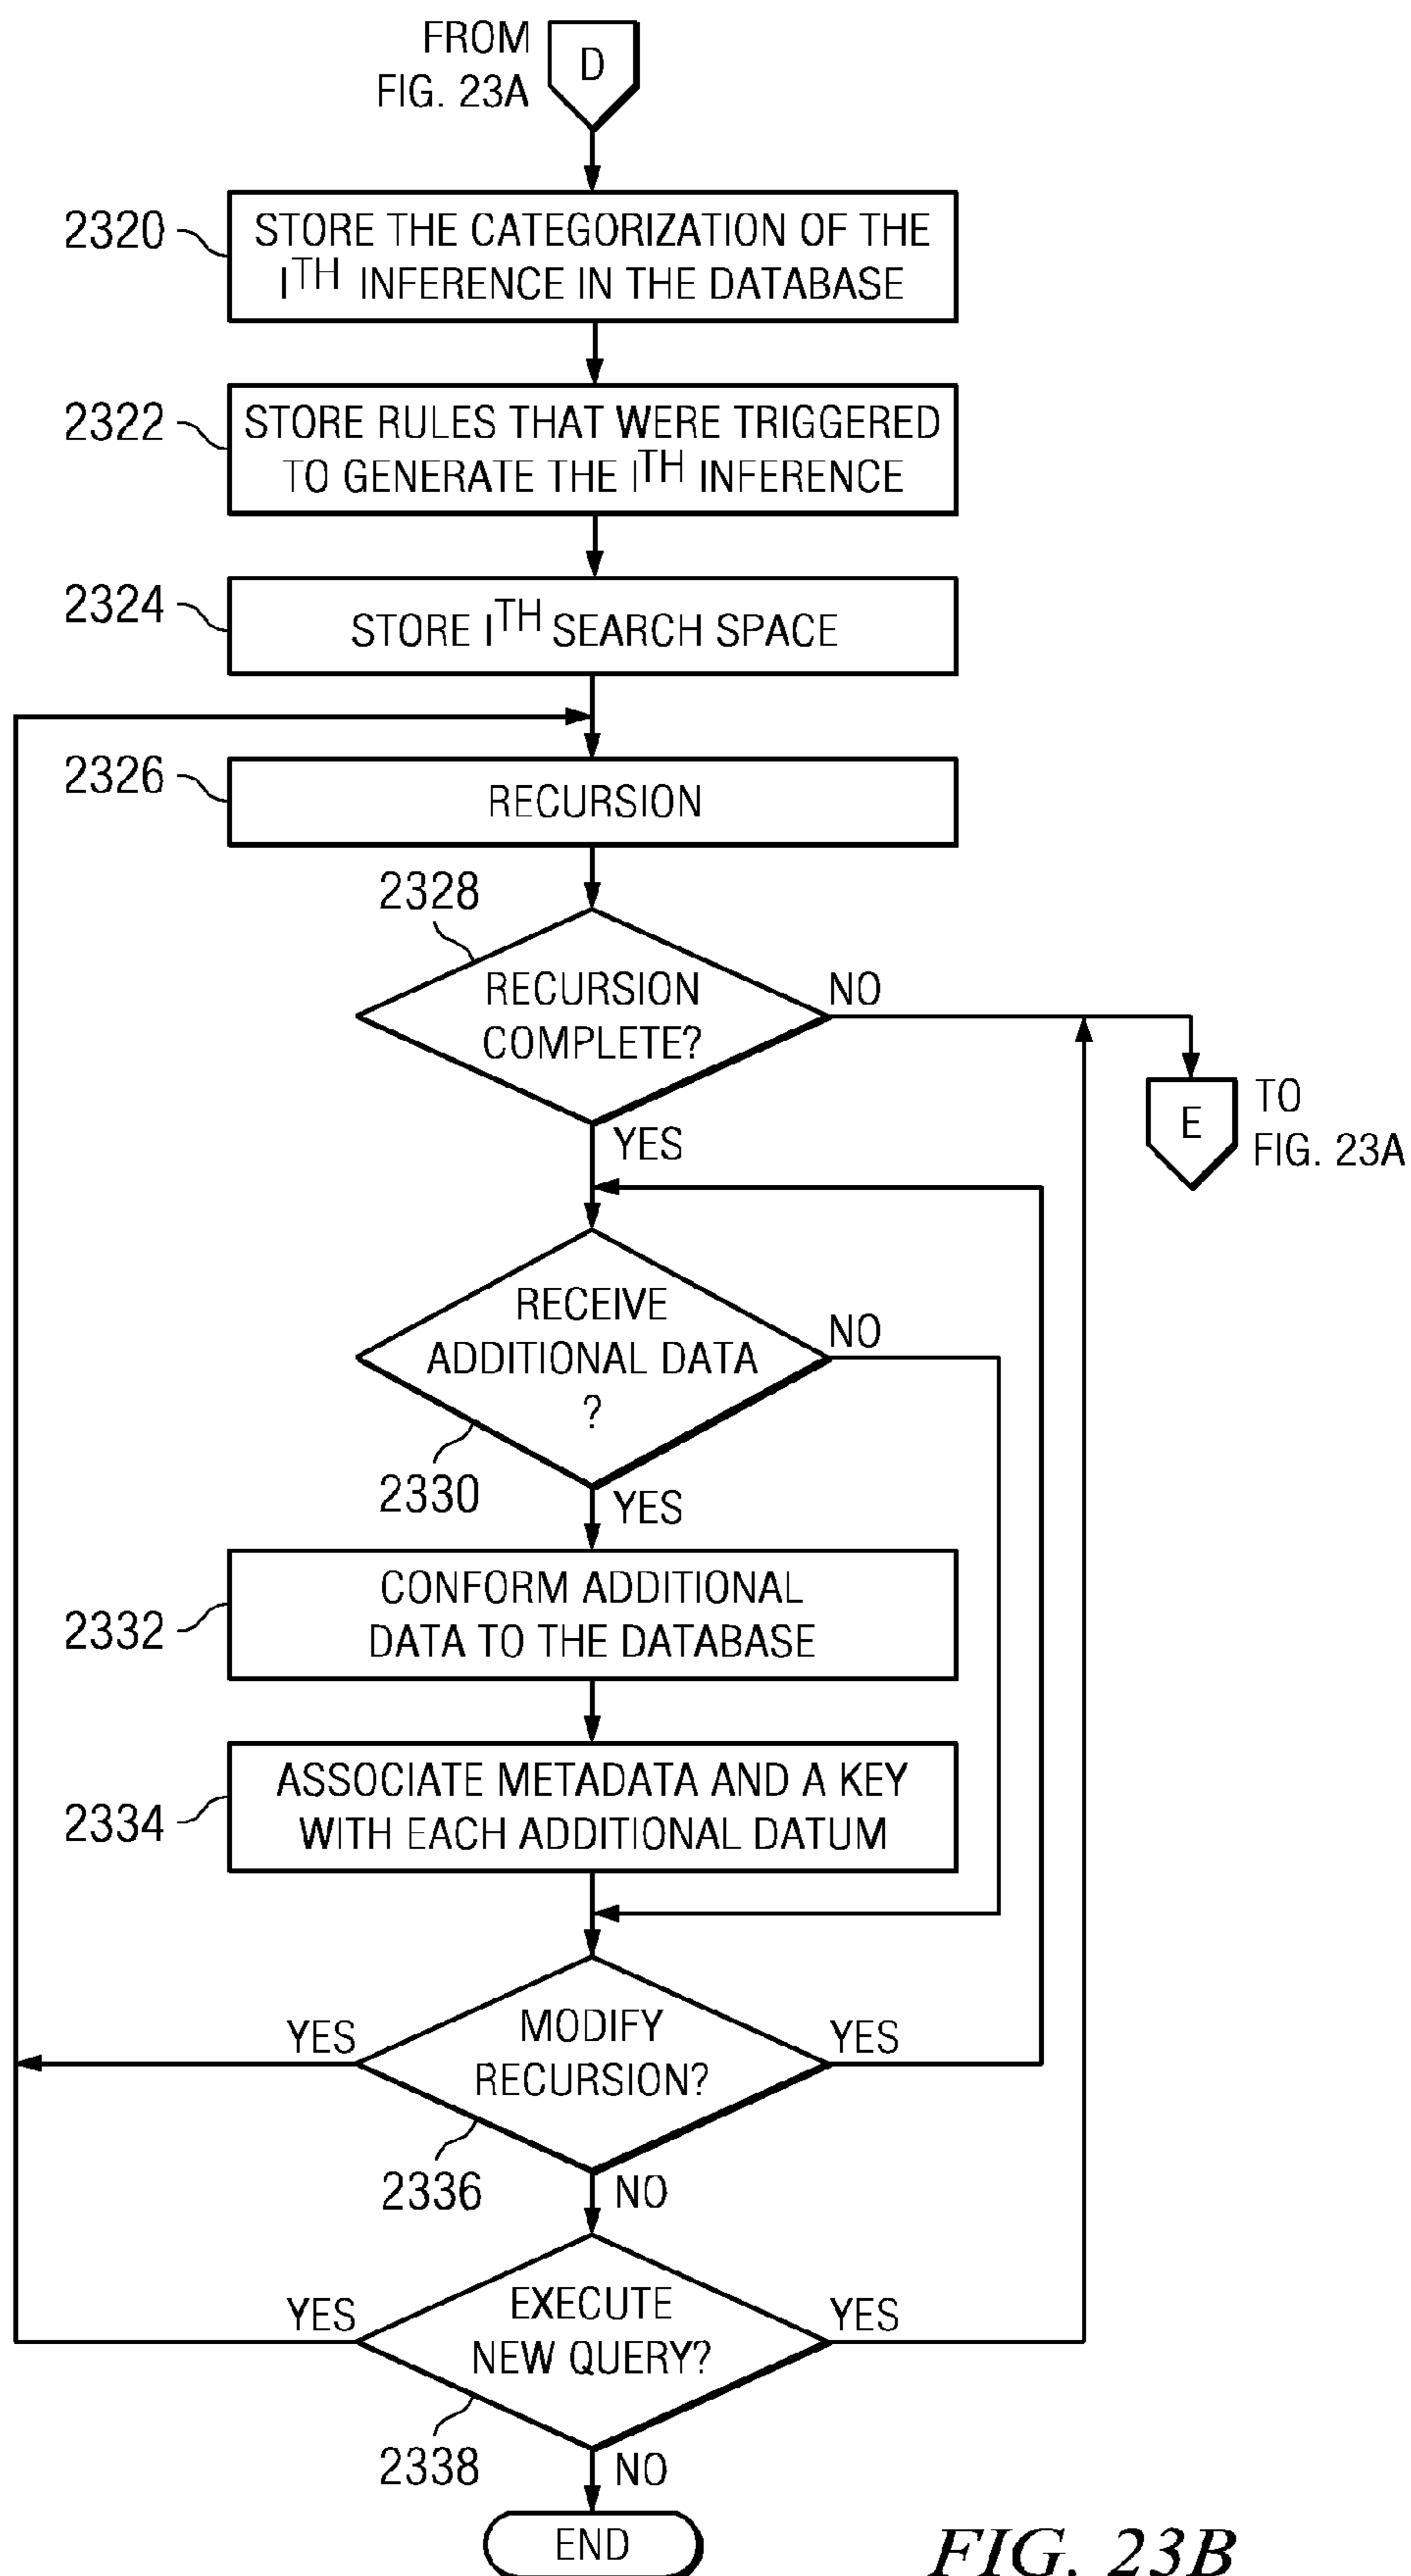 FROM
FIG. 23A
D
2320
STORE THE CATEGORIZATION OF THE
ITH INFERENCE IN THE DATABASE
2322
STORE RULES THAT WERE TRIGGERED
TO GENERATE THE ITH INFERENCE
2324
STORE ITH SEARCH SPACE
2326
RECURSION
2328
RECURSION
COMPLETE?
NO
YES
E
TO
FIG. 23A
RECEIVE
ADDITIONAL DATA
?
NO
2330
YES
2332
CONFORM ADDITIONAL
DATA TO THE DATABASE
2334
ASSOCIATE METADATA AND A KEY
WITH EACH ADDITIONAL DATUM
YES
MODIFY
RECURSION?
YES
2336
NO
YES
EXECUTE
NEW QUERY?
YES
2338
NO
END
FIG. 23B